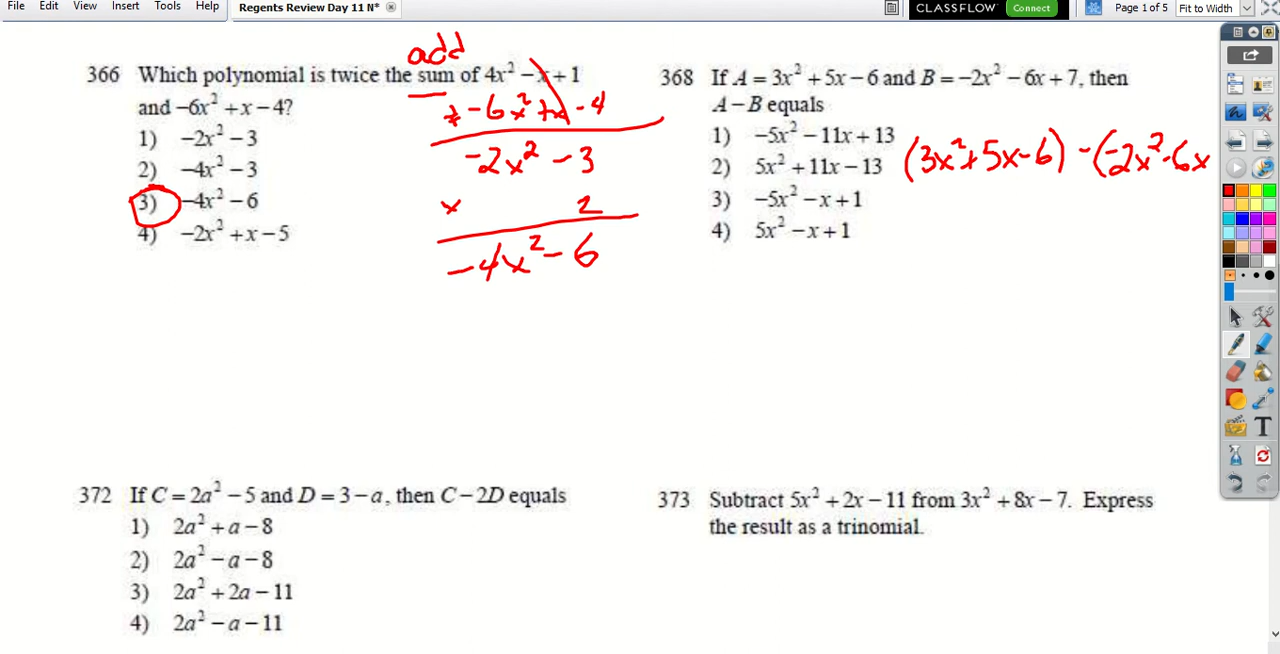 File Edit View Insert Tools Help
Regents Review Day 11 N*
CLASSFLOW Connect
Page 1 of 5 Fit to Width
366 Which polynomial is twice the sum of 4x² − x + 1
and −6x² + x − 4?
1) −2x² − 3
2) −4x² − 3
3) −4x² − 6
4) −2x² + x − 5
add
+ −6x² + x − 4
−2x² − 3
x 2
−4x² − 6
368 If A = 3x² + 5x − 6 and B = −2x² − 6x + 7, then
A − B equals
1) −5x² − 11x + 13
2) 5x² + 11x − 13
3) −5x² − x + 1
4) 5x² − x + 1
(3x² + 5x − 6) − (−2x² − 6x
372 If C = 2a² − 5 and D = 3 − a, then C − 2D equals
1) 2a² + a − 8
2) 2a² − a − 8
3) 2a² + 2a − 11
4) 2a² − a − 11
373 Subtract 5x² + 2x − 11 from 3x² + 8x − 7. Express
the result as a trinomial.
T